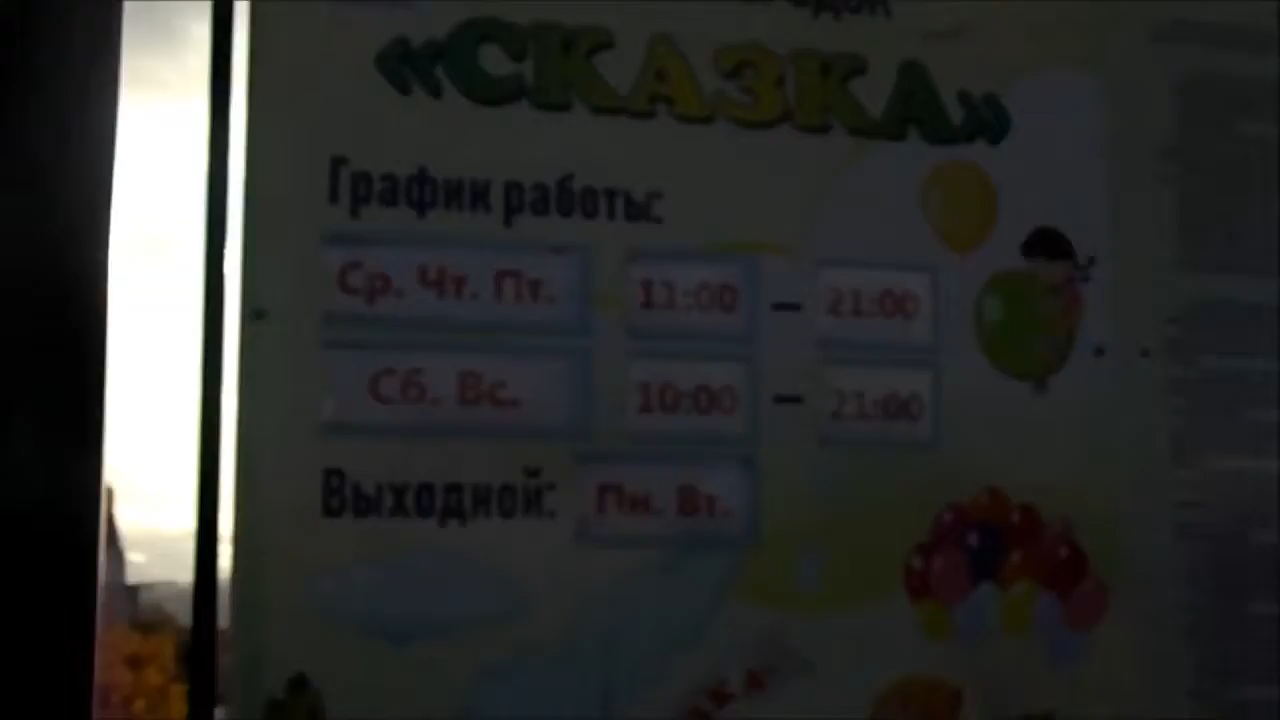 «СКАЗКА»
График работы:
Ср. Чт. Пт. 11:00 – 21:00
Сб. Вс. 10:00 – 21:00
Выходной: Пн. Вт.